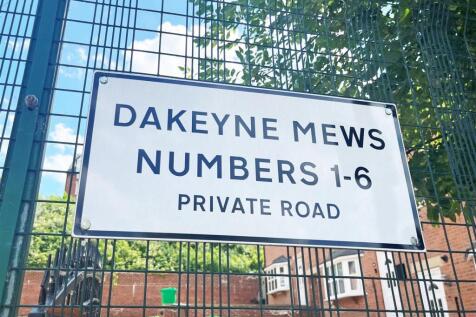 DAKEYNE MEWS
NUMBERS 1-6
PRIVATE ROAD